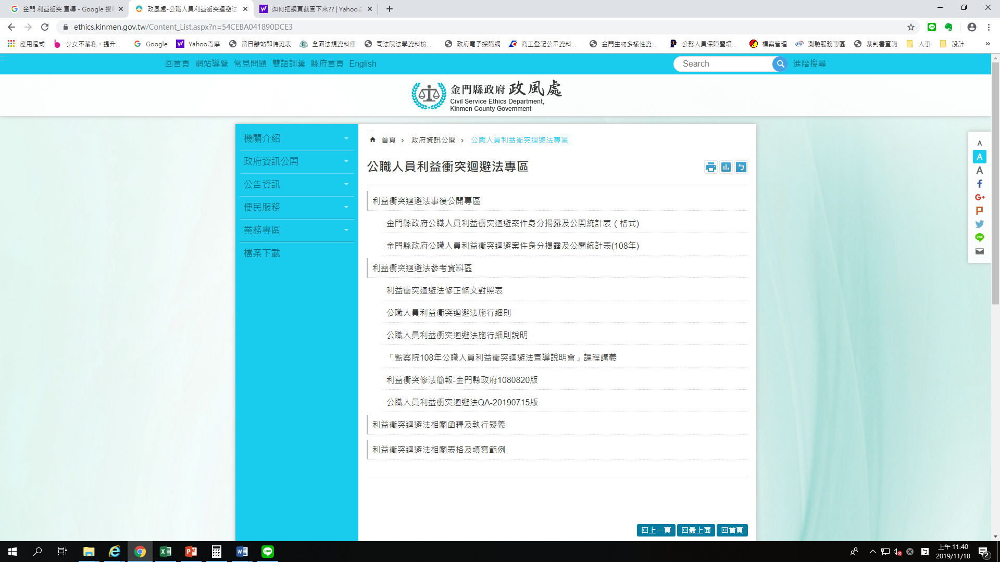 金門 利益衝突 宣導 - Google 搜
政風處-公職人員利益衝突迴避法
如何把網頁截圖下來?? | Yahoo奇
ethics.kinmen.gov.tw/Content_List.aspx?n=54CEBA041890DCE3
應用程式 少女不藏私，提升... Google Yahoo奇摩 當日離站即時班表 全國法規資料庫 司法院法學資料檢... 政府電子採購網 商工登記公示資料... 金門生物多樣性資... 公務人員保障暨培... 標案管理 測驗服務專區 裁判書查詢 人事 設計 »
回首頁 網站導覽 常見問題 雙語詞彙 縣府首頁 English
Search 進階搜尋
金門縣政府 政風處
Civil Service Ethics Department,
Kinmen County Government
機關介紹
政府資訊公開
公告資訊
便民服務
業務專區
檔案下載
首頁 › 政府資訊公開 › 公職人員利益衝突迴避法專區
公職人員利益衝突迴避法專區
利益衝突迴避法事後公開專區
金門縣政府公職人員利益衝突迴避案件身分揭露及公開統計表（格式)
金門縣政府公職人員利益衝突迴避案件身分揭露及公開統計表(108年)
利益衝突迴避法參考資料區
利益衝突迴避法修正條文對照表
公職人員利益衝突迴避法施行細則
公職人員利益衝突迴避法施行細則說明
「監察院108年公職人員利益衝突迴避法宣導說明會」課程講義
利益衝突修法簡報-金門縣政府1080820版
公職人員利益衝突迴避法QA-20190715版
利益衝突迴避法相關函釋及執行疑義
利益衝突迴避法相關表格及填寫範例
回上一頁 回最上面 回首頁
A
A
A
G+
LINE
上午 11:40
2019/11/18
2